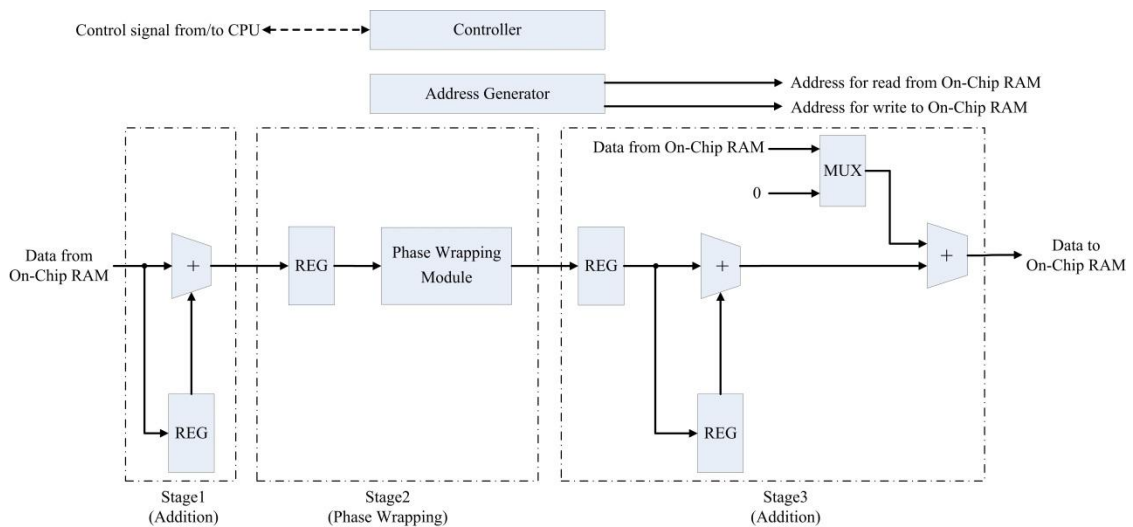 Control signal from/to CPU
Controller
Address Generator
Address for read from On-Chip RAM
Address for write to On-Chip RAM
Data from On-Chip RAM
MUX
0
Data from
On-Chip RAM
+
REG
Phase Wrapping
Module
REG
+
+
Data to
On-Chip RAM
REG
REG
Stage1
(Addition)
Stage2
(Phase Wrapping)
Stage3
(Addition)